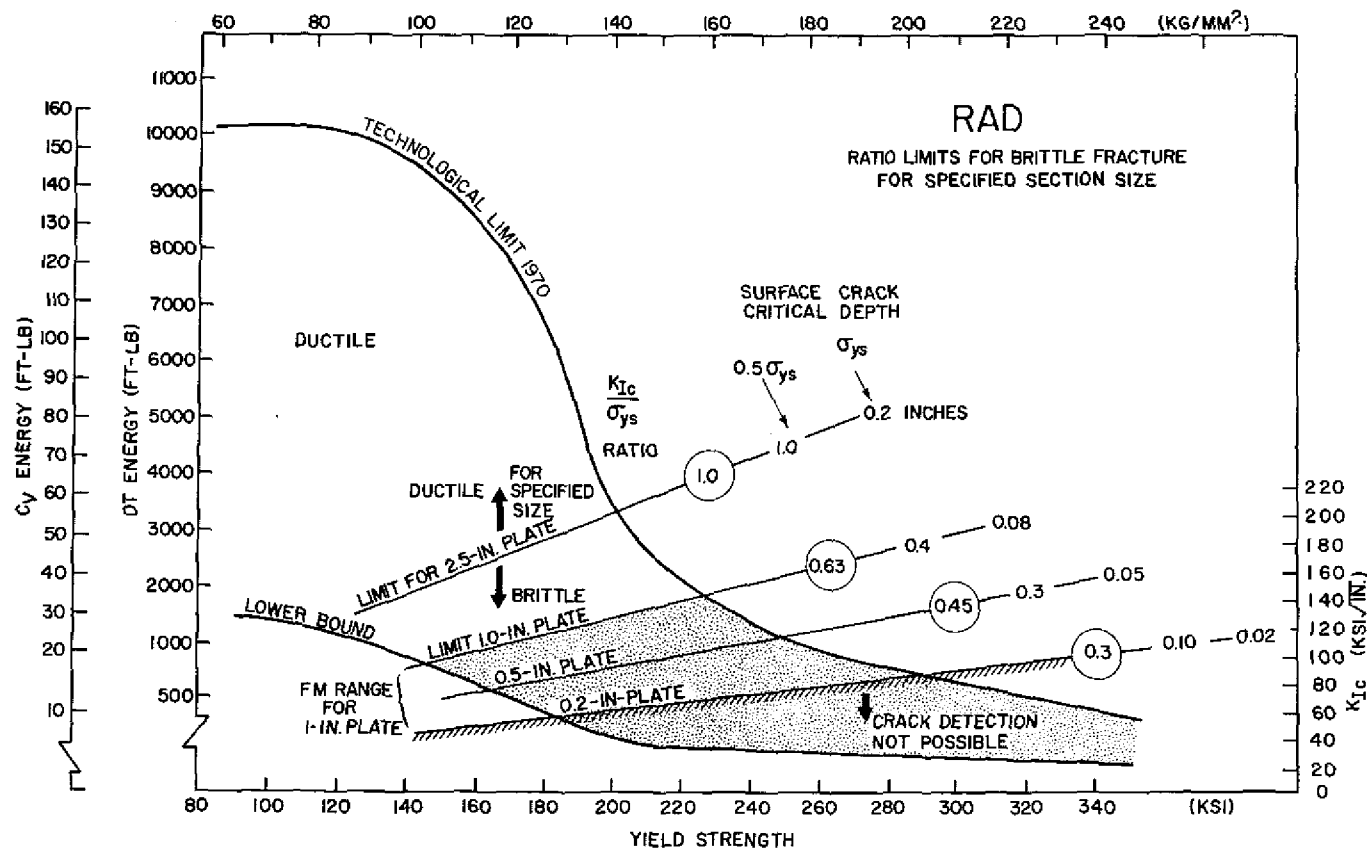 60 80 100 120 140 160 180 200 220 240 (KG/MM²)
RAD
RATIO LIMITS FOR BRITTLE FRACTURE
FOR SPECIFIED SECTION SIZE
C_V ENERGY (FT-LB)
160
150
140
130
120
110
100
90
80
70
60
50
40
30
20
10
DT ENERGY (FT-LB)
11000
10000
9000
8000
7000
6000
5000
4000
3000
2000
1000
500
TECHNOLOGICAL LIMIT 1970
DUCTILE
SURFACE CRACK
CRITICAL DEPTH
0.5σys
σys
K_Ic
σys
RATIO
DUCTILE
FOR
SPECIFIED
SIZE
BRITTLE
LIMIT FOR 2.5-IN. PLATE
1.0
1.0
0.2 INCHES
LOWER BOUND
LIMIT 1.0-IN. PLATE
0.63
0.4
0.08
0.5-IN. PLATE
0.45
0.3
0.05
0.2-IN-PLATE
0.3
0.10
0.02
FM RANGE
FOR
1-IN. PLATE
CRACK DETECTION
NOT POSSIBLE
220
200
180
160
140
120
100
80
60
40
20
0
K_Ic (KSI√IN.)
80 100 120 140 160 180 200 220 240 260 280 300 320 340 (KSI)
YIELD STRENGTH